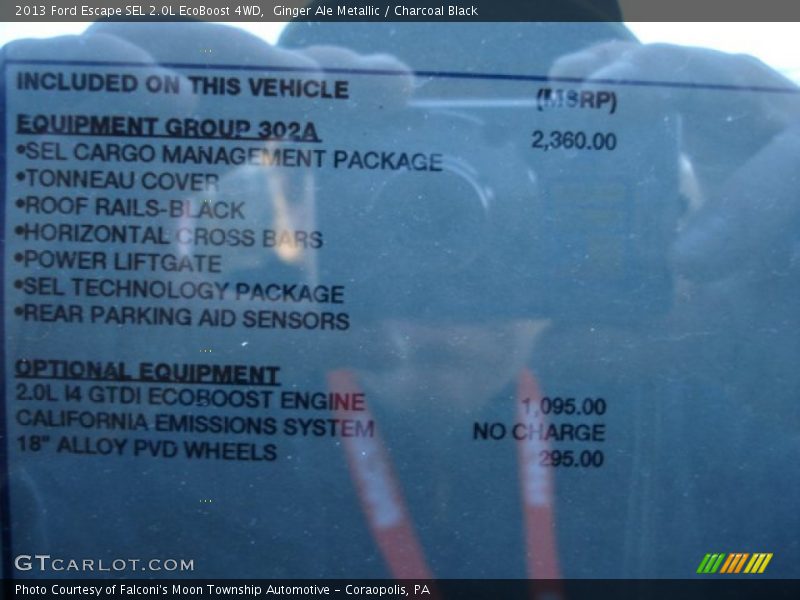 2013 Ford Escape SEL 2.0L EcoBoost 4WD, Ginger Ale Metallic / Charcoal Black
INCLUDED ON THIS VEHICLE
(MSRP)
EQUIPMENT GROUP 302A 2,360.00
•SEL CARGO MANAGEMENT PACKAGE
•TONNEAU COVER
•ROOF RAILS-BLACK
•HORIZONTAL CROSS BARS
•POWER LIFTGATE
•SEL TECHNOLOGY PACKAGE
•REAR PARKING AID SENSORS
OPTIONAL EQUIPMENT
2.0L I4 GTDI ECOBOOST ENGINE 1,095.00
CALIFORNIA EMISSIONS SYSTEM NO CHARGE
18" ALLOY PVD WHEELS 295.00
GTCARLOT.COM
Photo Courtesy of Falconi's Moon Township Automotive - Coraopolis, PA